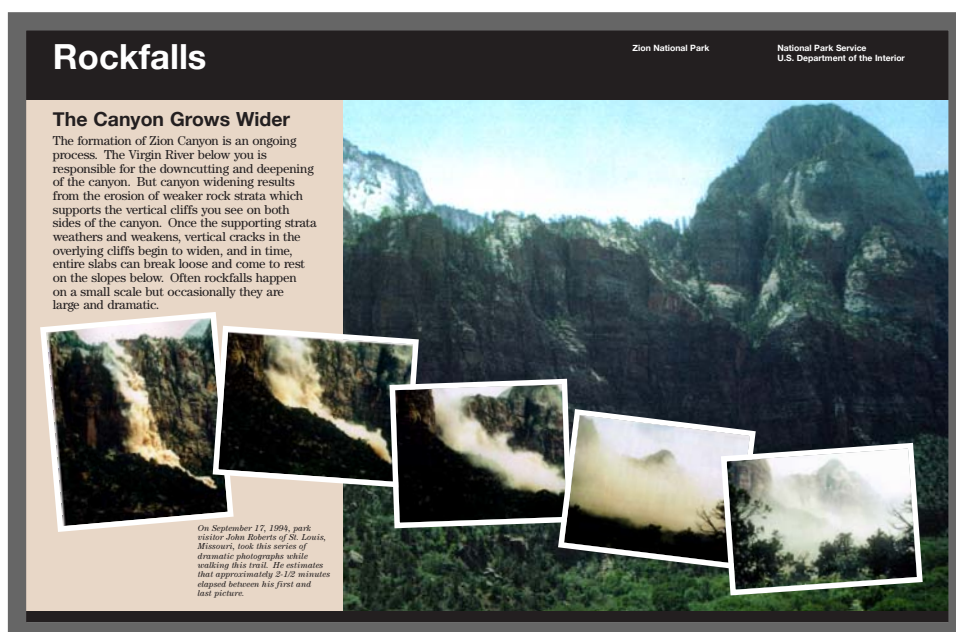 Rockfalls
Zion National Park
National Park Service
U.S. Department of the Interior
The Canyon Grows Wider
The formation of Zion Canyon is an ongoing
process. The Virgin River below you is
responsible for the downcutting and deepening
of the canyon. But canyon widening results
from the erosion of weaker rock strata which
supports the vertical cliffs you see on both
sides of the canyon. Once the supporting strata
weathers and weakens, vertical cracks in the
overlying cliffs begin to widen, and in time,
entire slabs can break loose and come to rest
on the slopes below. Often rockfalls happen
on a small scale but occasionally they are
large and dramatic.
On September 17, 1994, park
visitor John Roberts of St. Louis,
Missouri, took this series of
dramatic photographs while
walking this trail. He estimates
that approximately 2-1/2 minutes
elapsed between his first and
last picture.